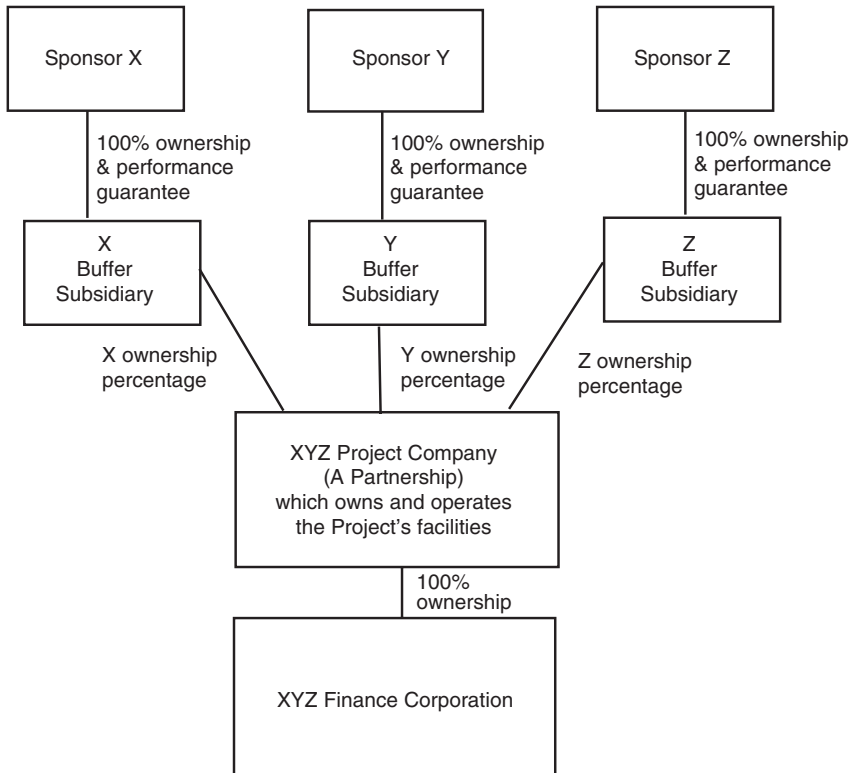 Sponsor X
Sponsor Y
Sponsor Z
100% ownership
& performance
guarantee
100% ownership
& performance
guarantee
100% ownership
& performance
guarantee
X
Buffer
Subsidiary
Y
Buffer
Subsidiary
Z
Buffer
Subsidiary
X ownership
percentage
Y ownership
percentage
Z ownership
percentage
XYZ Project Company
(A Partnership)
which owns and operates
the Project’s facilities
100%
ownership
XYZ Finance Corporation